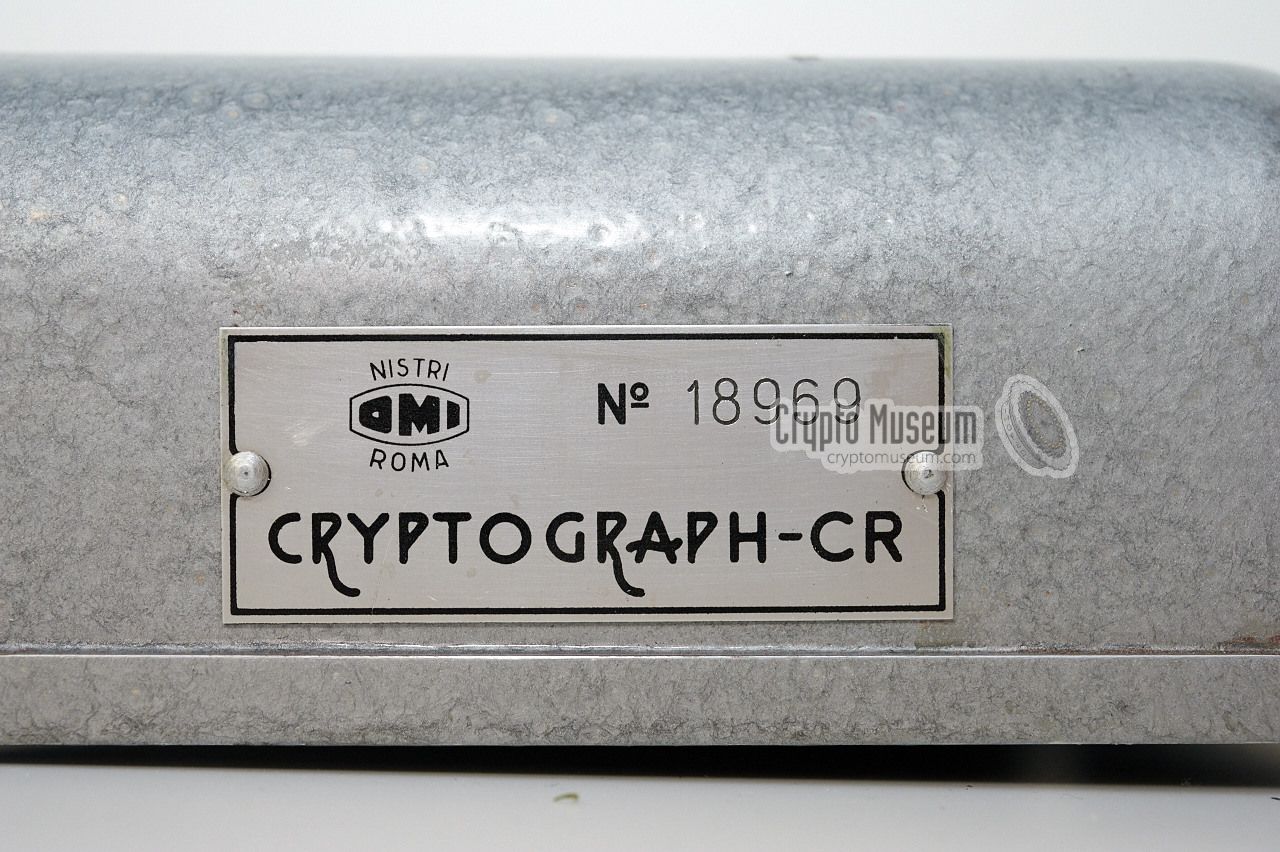 NISTRI
OMI
ROMA
Nº 18969
CRYPTOGRAPH-CR
Crypto Museum
cryptomuseum.com